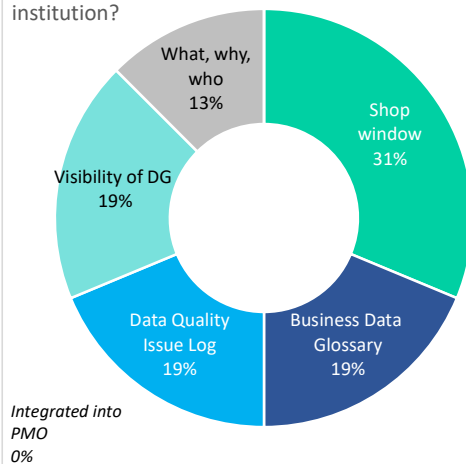 institution?
What, why,
who
13%
Shop
window
31%
Visibility of DG
19%
Data Quality
Issue Log
19%
Business Data
Glossary
19%
Integrated into
PMO
0%